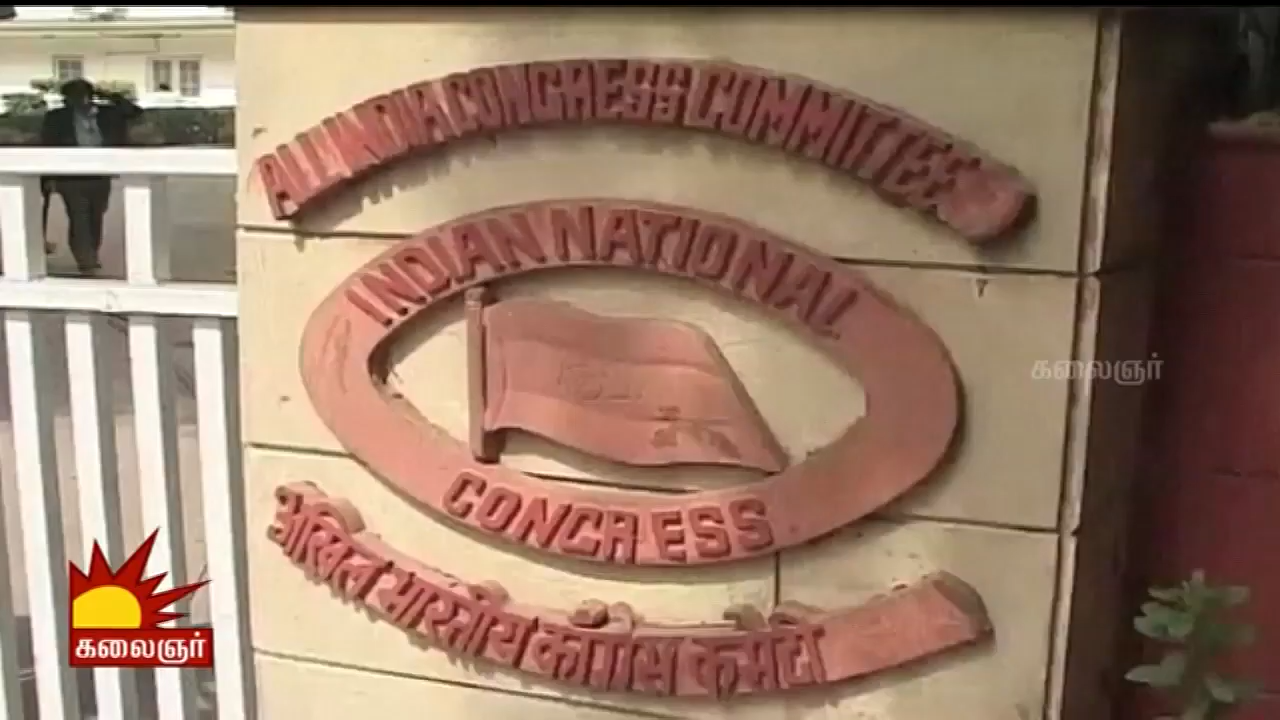 ALL INDIA CONGRESS COMMITTEE
INDIAN NATIONAL
CONGRESS
अखिल भारतीय कांग्रेस कमेटी
கலைஞர்
கலைஞர்